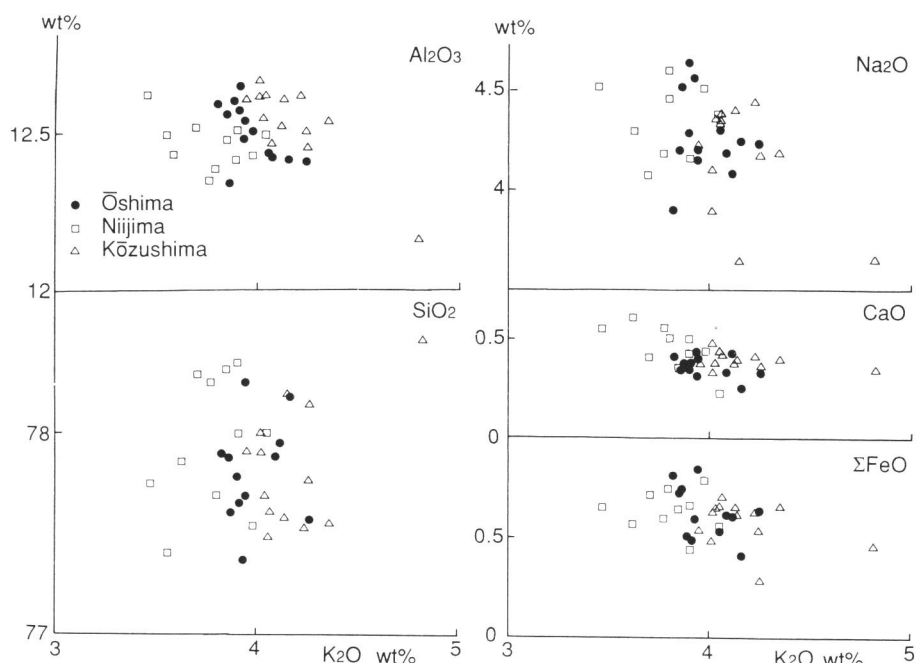 wt%
Al2O3
12.5
● Ōshima
□ Niijima
△ Kōzushima
12
SiO2
78
77
3
4
5
K2O wt%
wt%
Na2O
4.5
4
CaO
0.5
0
ΣFeO
0.5
0
3
4
K2O wt%
5